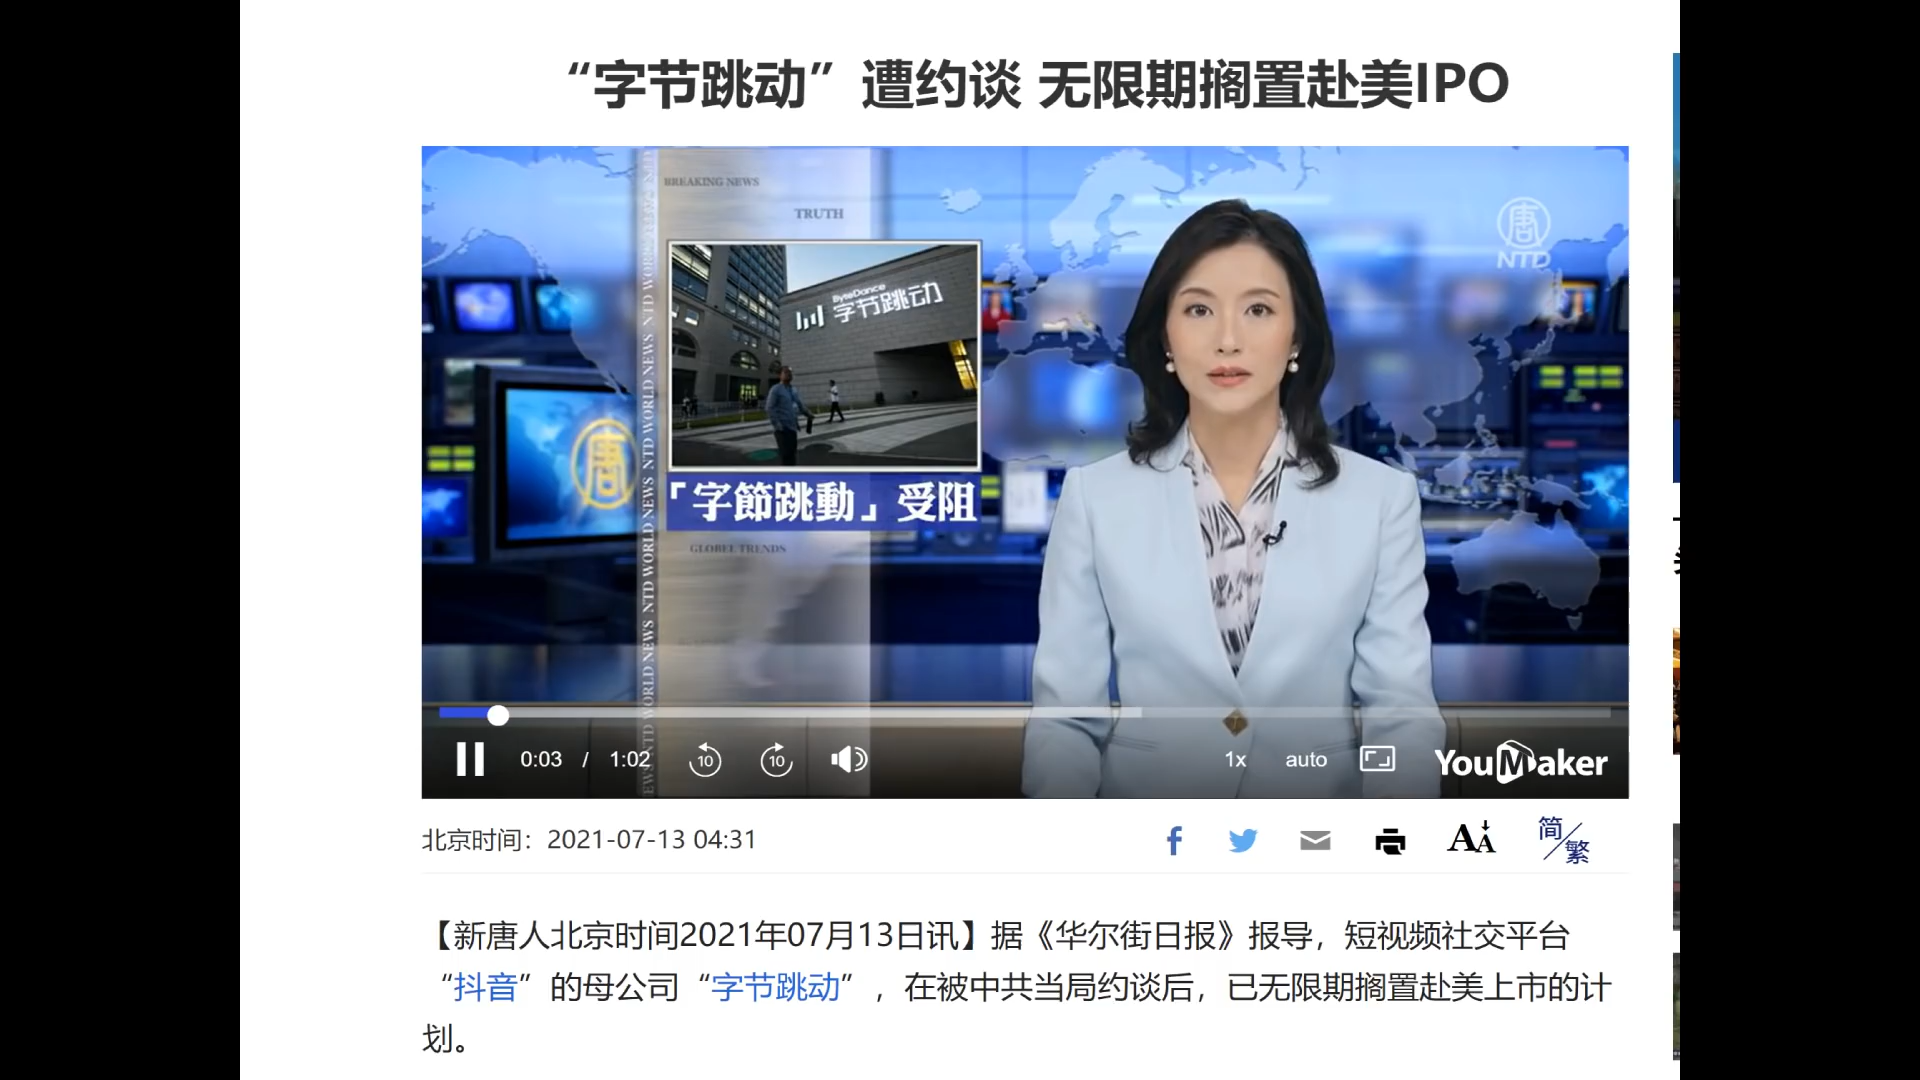 “字节跳动”遭约谈 无限期搁置赴美IPO
BREAKING NEWS
TRUTH
唐
NTD
ByteDance
字节跳动
唐
「字節跳動」受阻
GLOBEL TRENDS
NTD WORLD NEWS NTD WORLD NEWS NTD WORLD NEWS
0:03 / 1:02
10
10
1x
auto
YouMaker
北京时间：2021-07-13 04:31
AA
简/繁
【新唐人北京时间2021年07月13日讯】据《华尔街日报》报导，短视频社交平台
“抖音”的母公司“字节跳动”，在被中共当局约谈后，已无限期搁置赴美上市的计
划。